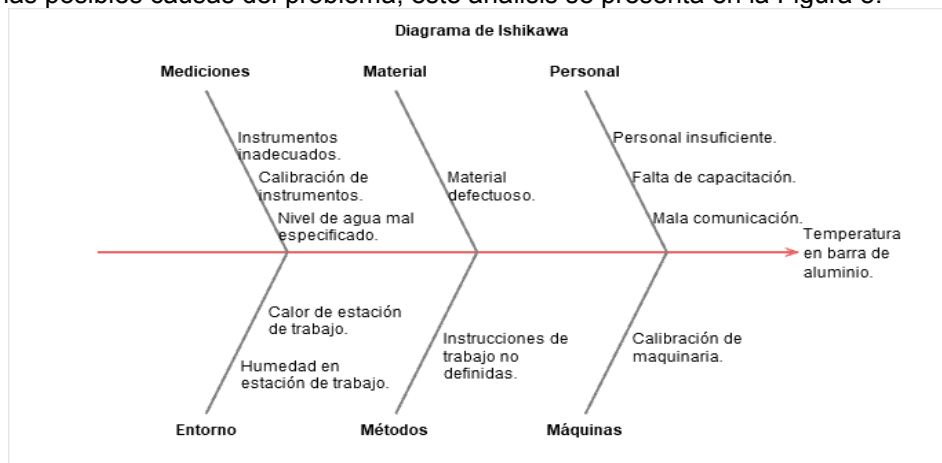 las posibles causas del problema, este análisis se presenta en la Figura 3.
Diagrama de Ishikawa
Mediciones
Material
Personal
Instrumentos
inadecuados.
Calibración de
instrumentos.
Nivel de agua mal
especificado.
Material
defectuoso.
Personal insuficiente.
Falta de capacitación.
Mala comunicación.
Temperatura
en barra de
aluminio.
Calor de estación
de trabajo.
Humedad en
estación de trabajo.
Instrucciones de
trabajo no
definidas.
Calibración de
maquinaria.
Entorno
Métodos
Máquinas